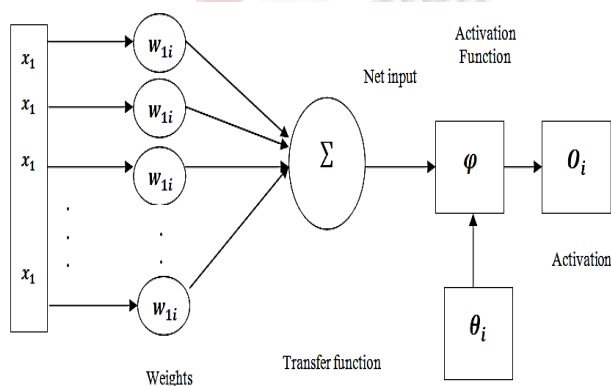 Activation
Function
Net input
x₁ w₁ᵢ
x₁ w₁ᵢ
x₁ w₁ᵢ
Σ φ Oᵢ
x₁ w₁ᵢ
Activation
θᵢ
Transfer function
Weights